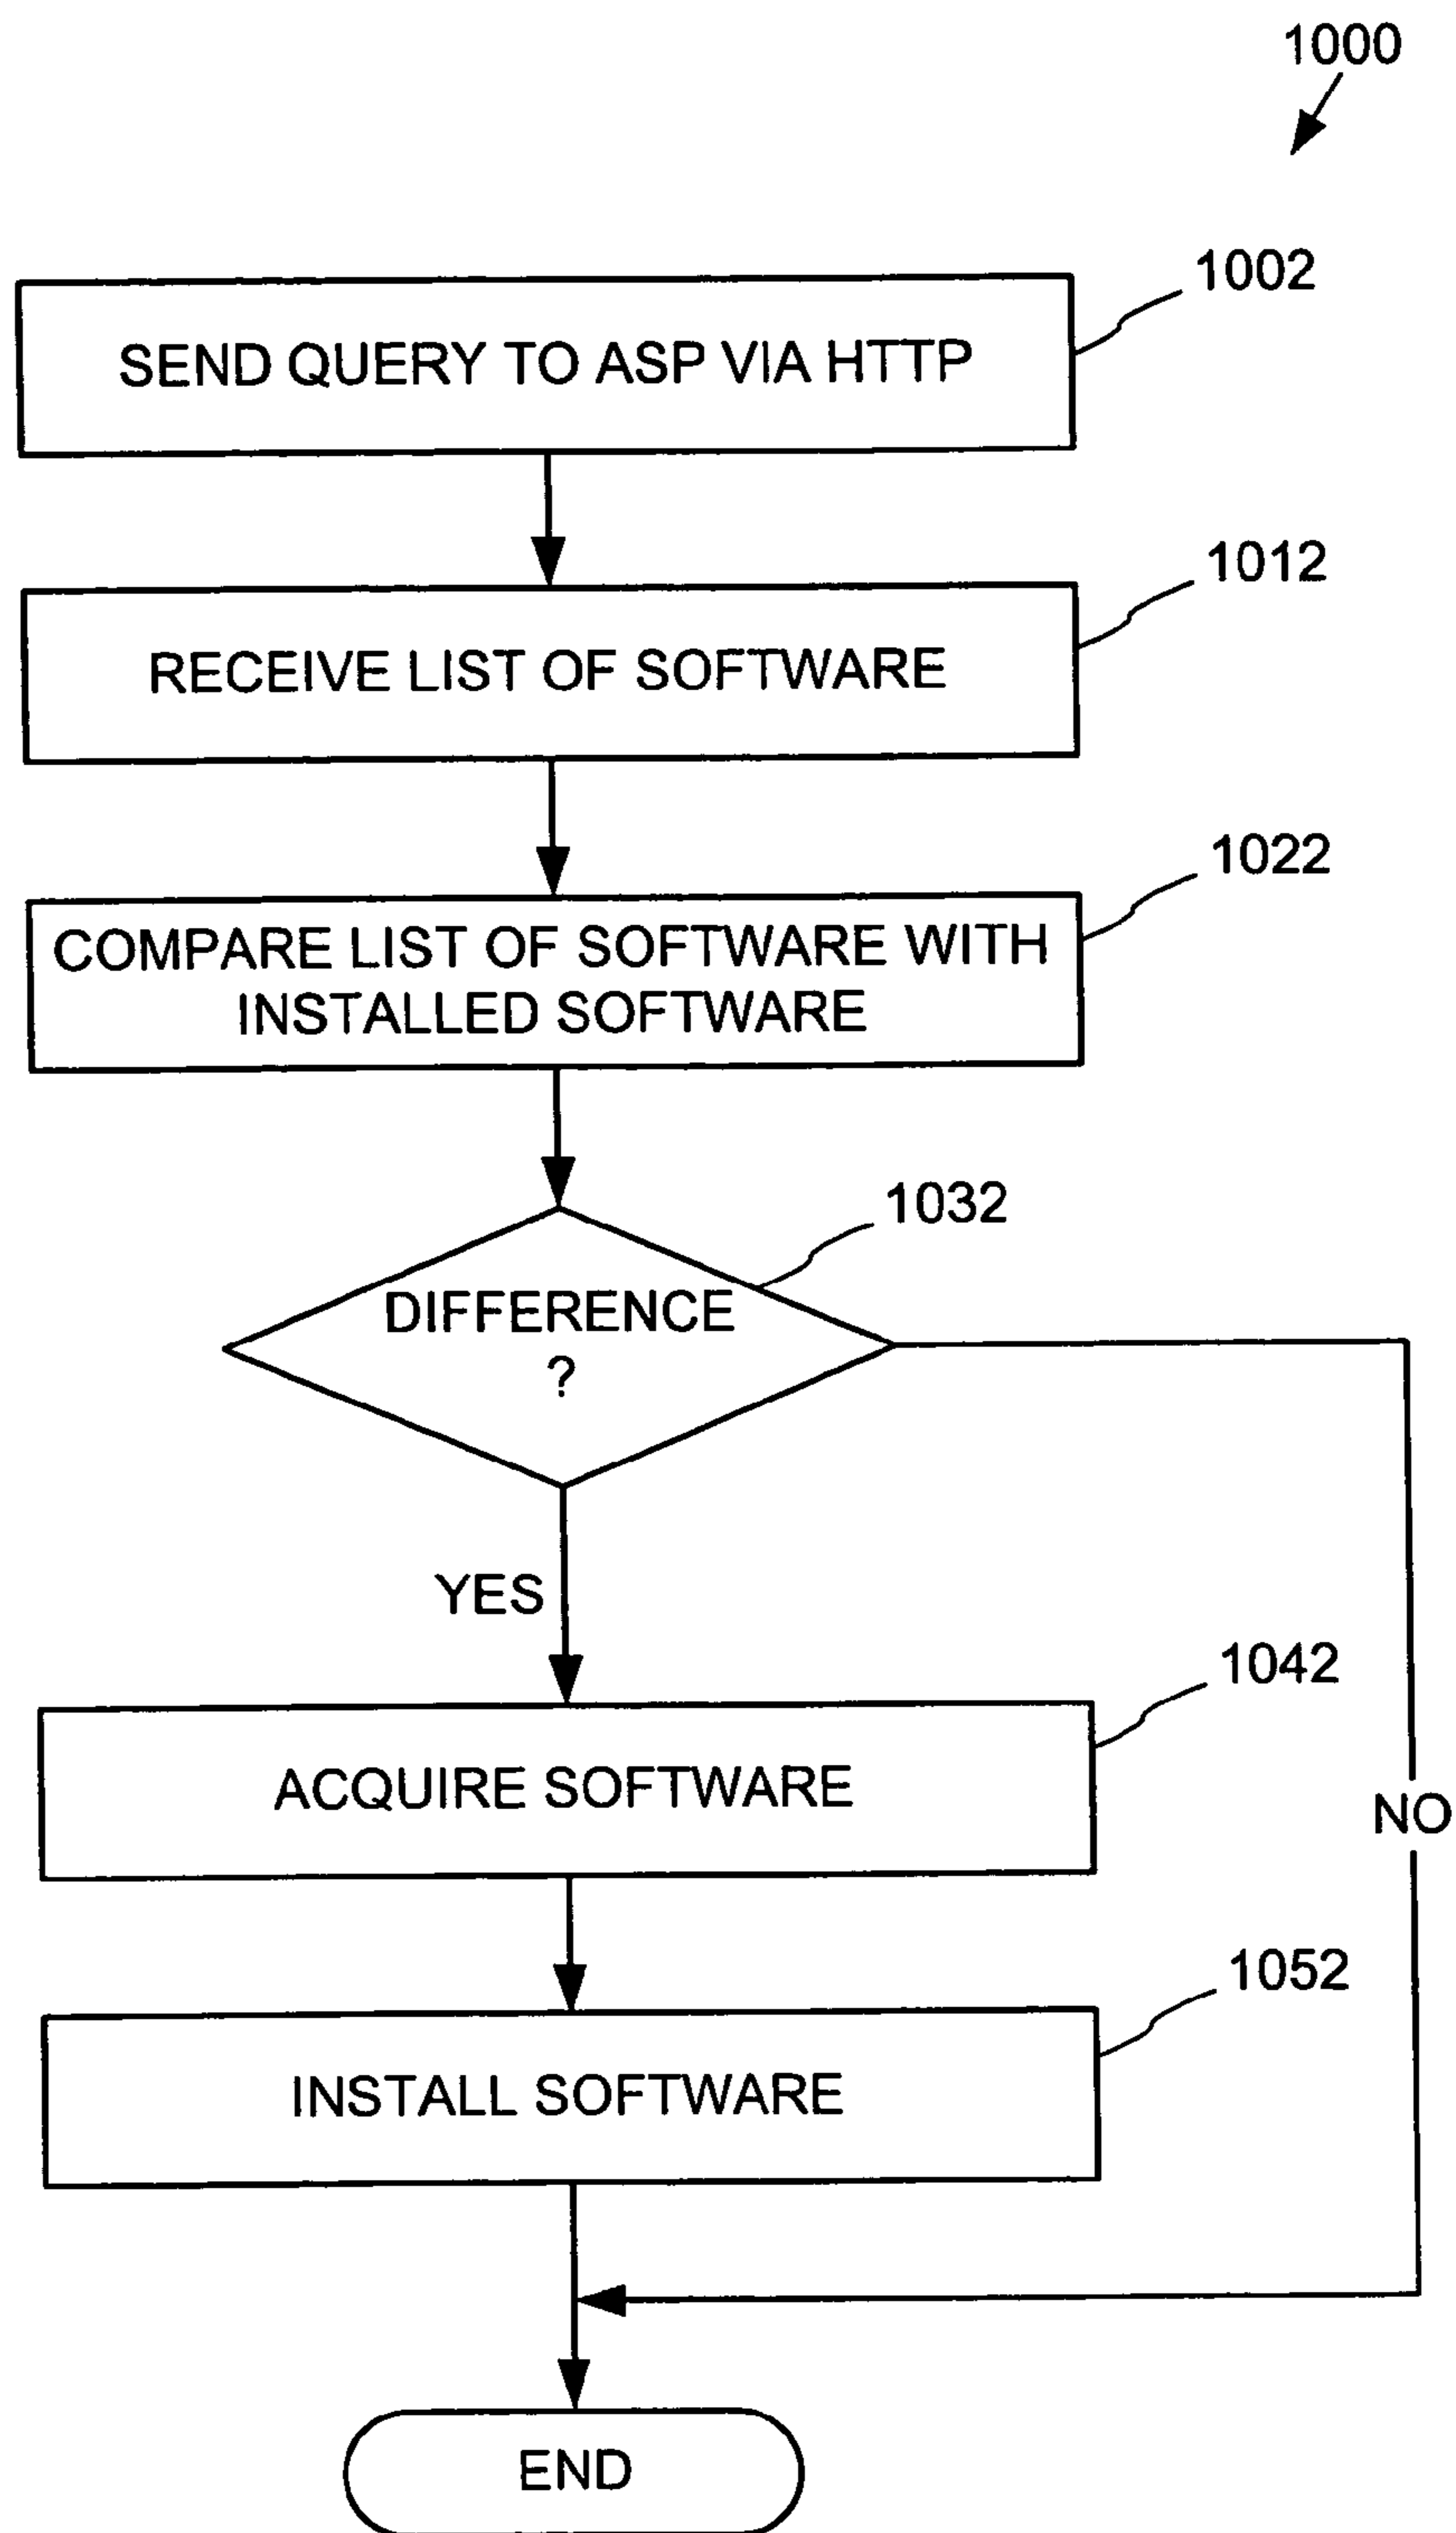 1000
1002
SEND QUERY TO ASP VIA HTTP
1012
RECEIVE LIST OF SOFTWARE
1022
COMPARE LIST OF SOFTWARE WITH
INSTALLED SOFTWARE
1032
DIFFERENCE
?
YES
1042
ACQUIRE SOFTWARE
NO
1052
INSTALL SOFTWARE
END